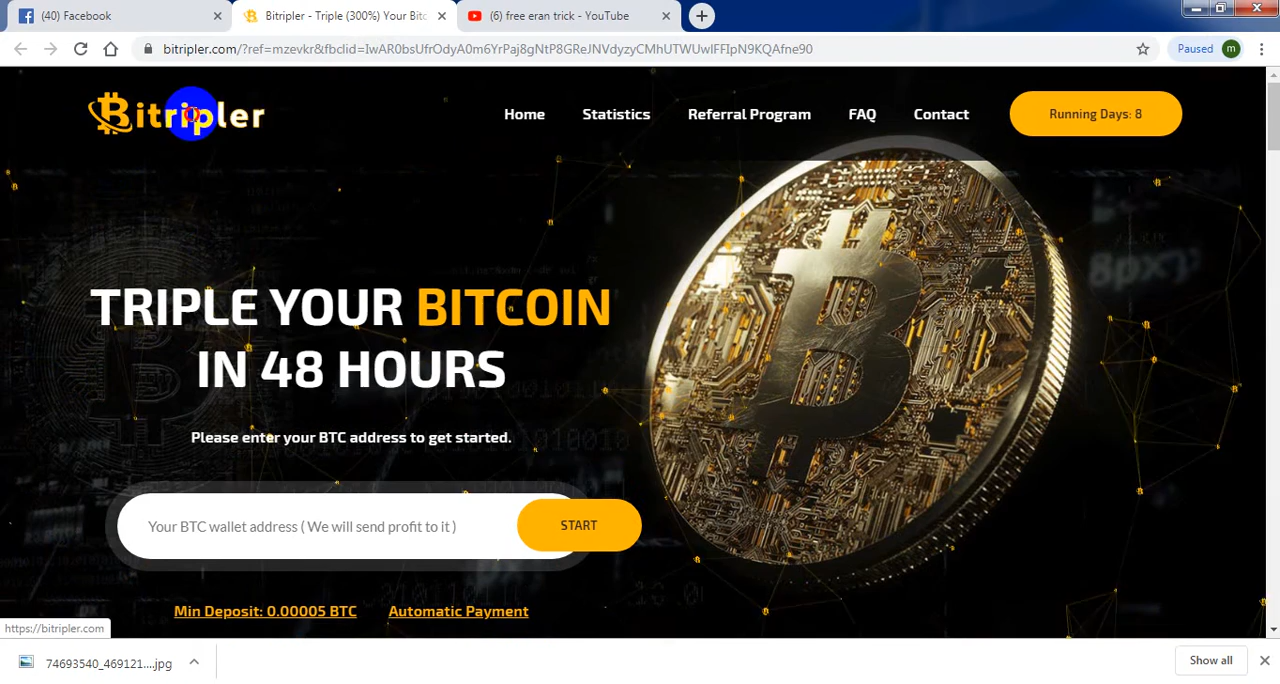 (40) Facebook
Bitripler - Triple (300%) Your Bitc
(6) free eran trick - YouTube
bitripler.com/?ref=mzevkr&fbclid=IwAR0bsUfrOdyA0m6YrPaj8gNtP8GReJNVdyzyCMhUTWUwIFFIpN9KQAfne90
Paused
m
Bitripler
Home
Statistics
Referral Program
FAQ
Contact
Running Days: 8
TRIPLE YOUR BITCOIN
IN 48 HOURS
Please enter your BTC address to get started.
Your BTC wallet address ( We will send profit to it )
START
Min Deposit: 0.00005 BTC
Automatic Payment
https://bitripler.com
74693540_469121....jpg
Show all